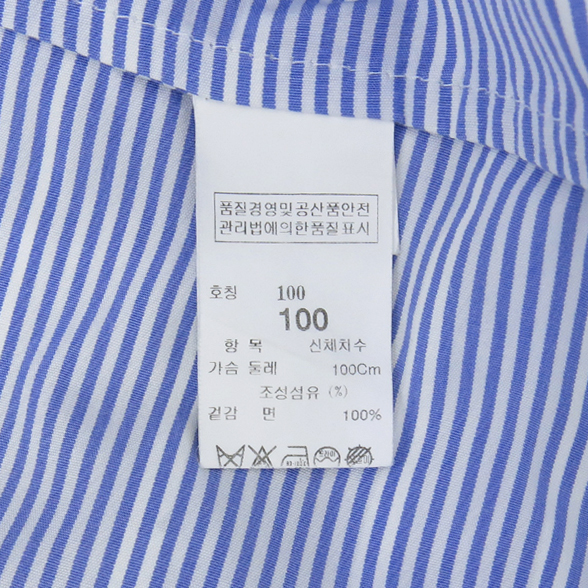 품질경영및공산품안전
관리법에의한품질표시
호칭 100
100
항 목 신체치수
가슴 둘레 100Cm
조성섬유 (%)
겉감 면 100%